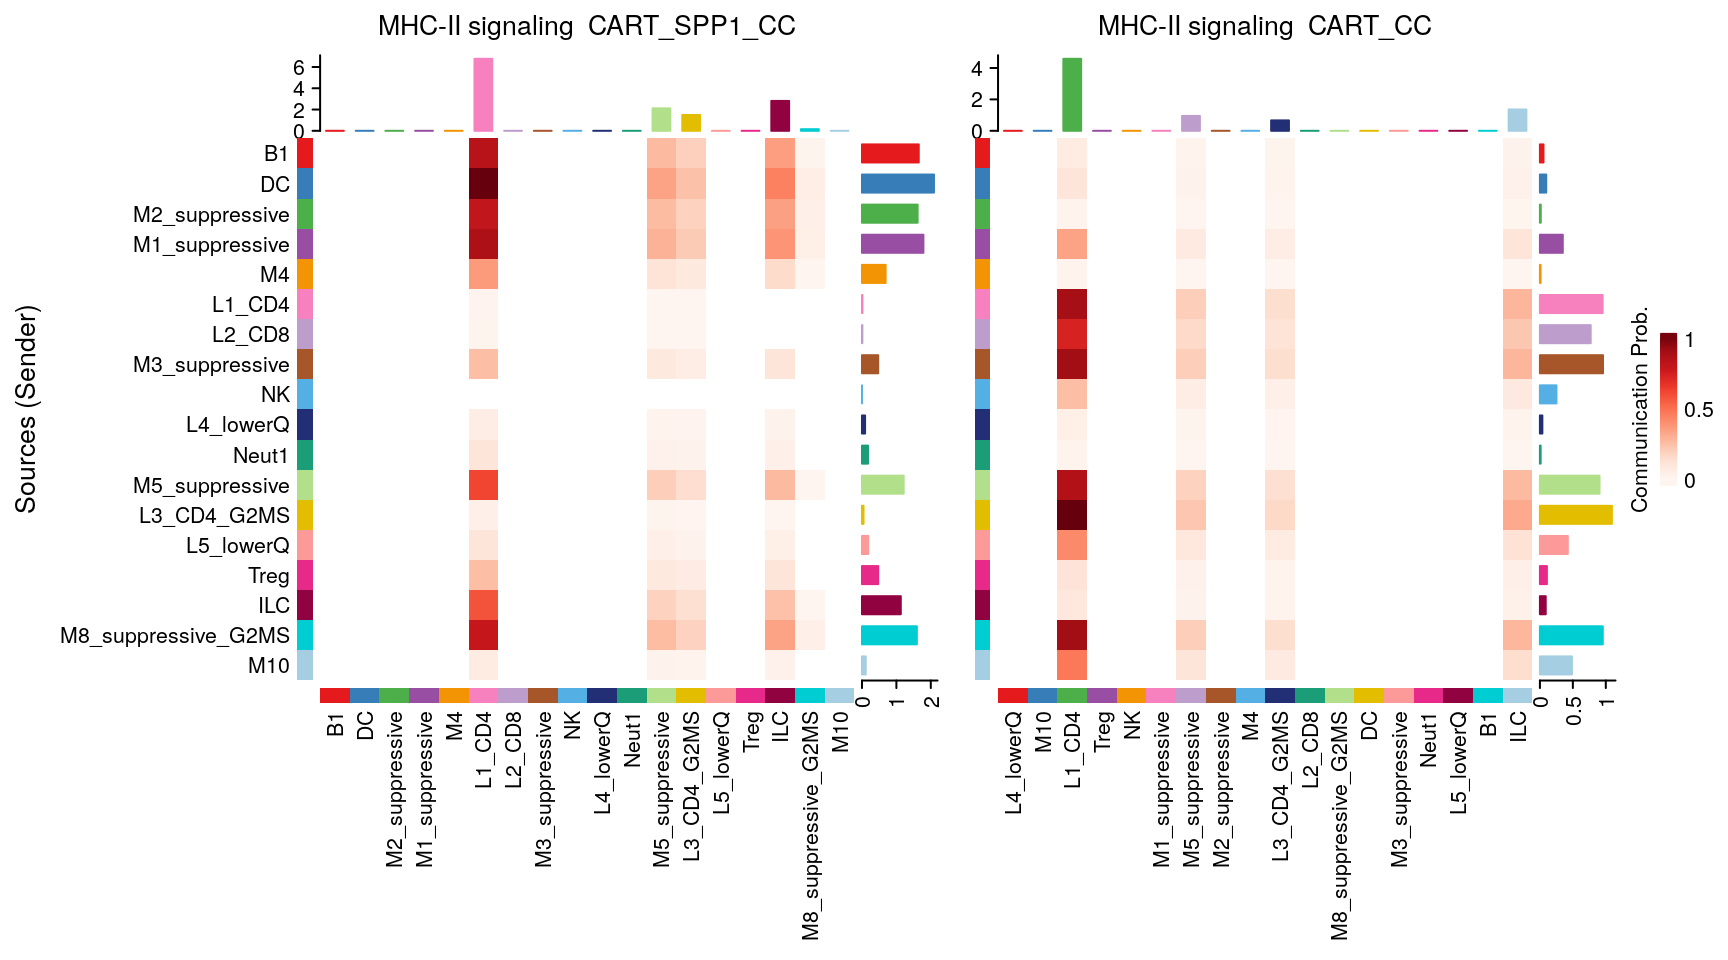 MHC-II signaling CART_SPP1_CC
MHC-II signaling CART_CC
6
4
2
0
4
2
0
Sources (Sender)
B1
DC
M2_suppressive
M1_suppressive
M4
L1_CD4
L2_CD8
M3_suppressive
NK
L4_lowerQ
Neut1
M5_suppressive
L3_CD4_G2MS
L5_lowerQ
Treg
ILC
M8_suppressive_G2MS
M10
B1
DC
M2_suppressive
M1_suppressive
M4
L1_CD4
L2_CD8
M3_suppressive
NK
L4_lowerQ
Neut1
M5_suppressive
L3_CD4_G2MS
L5_lowerQ
Treg
ILC
M8_suppressive_G2MS
M10
0
1
2
L4_lowerQ
M10
L1_CD4
Treg
NK
M1_suppressive
M5_suppressive
M2_suppressive
M4
L3_CD4_G2MS
L2_CD8
M8_suppressive_G2MS
DC
M3_suppressive
Neut1
L5_lowerQ
B1
ILC
0
0.5
1
Communication Prob.
1
0.5
0